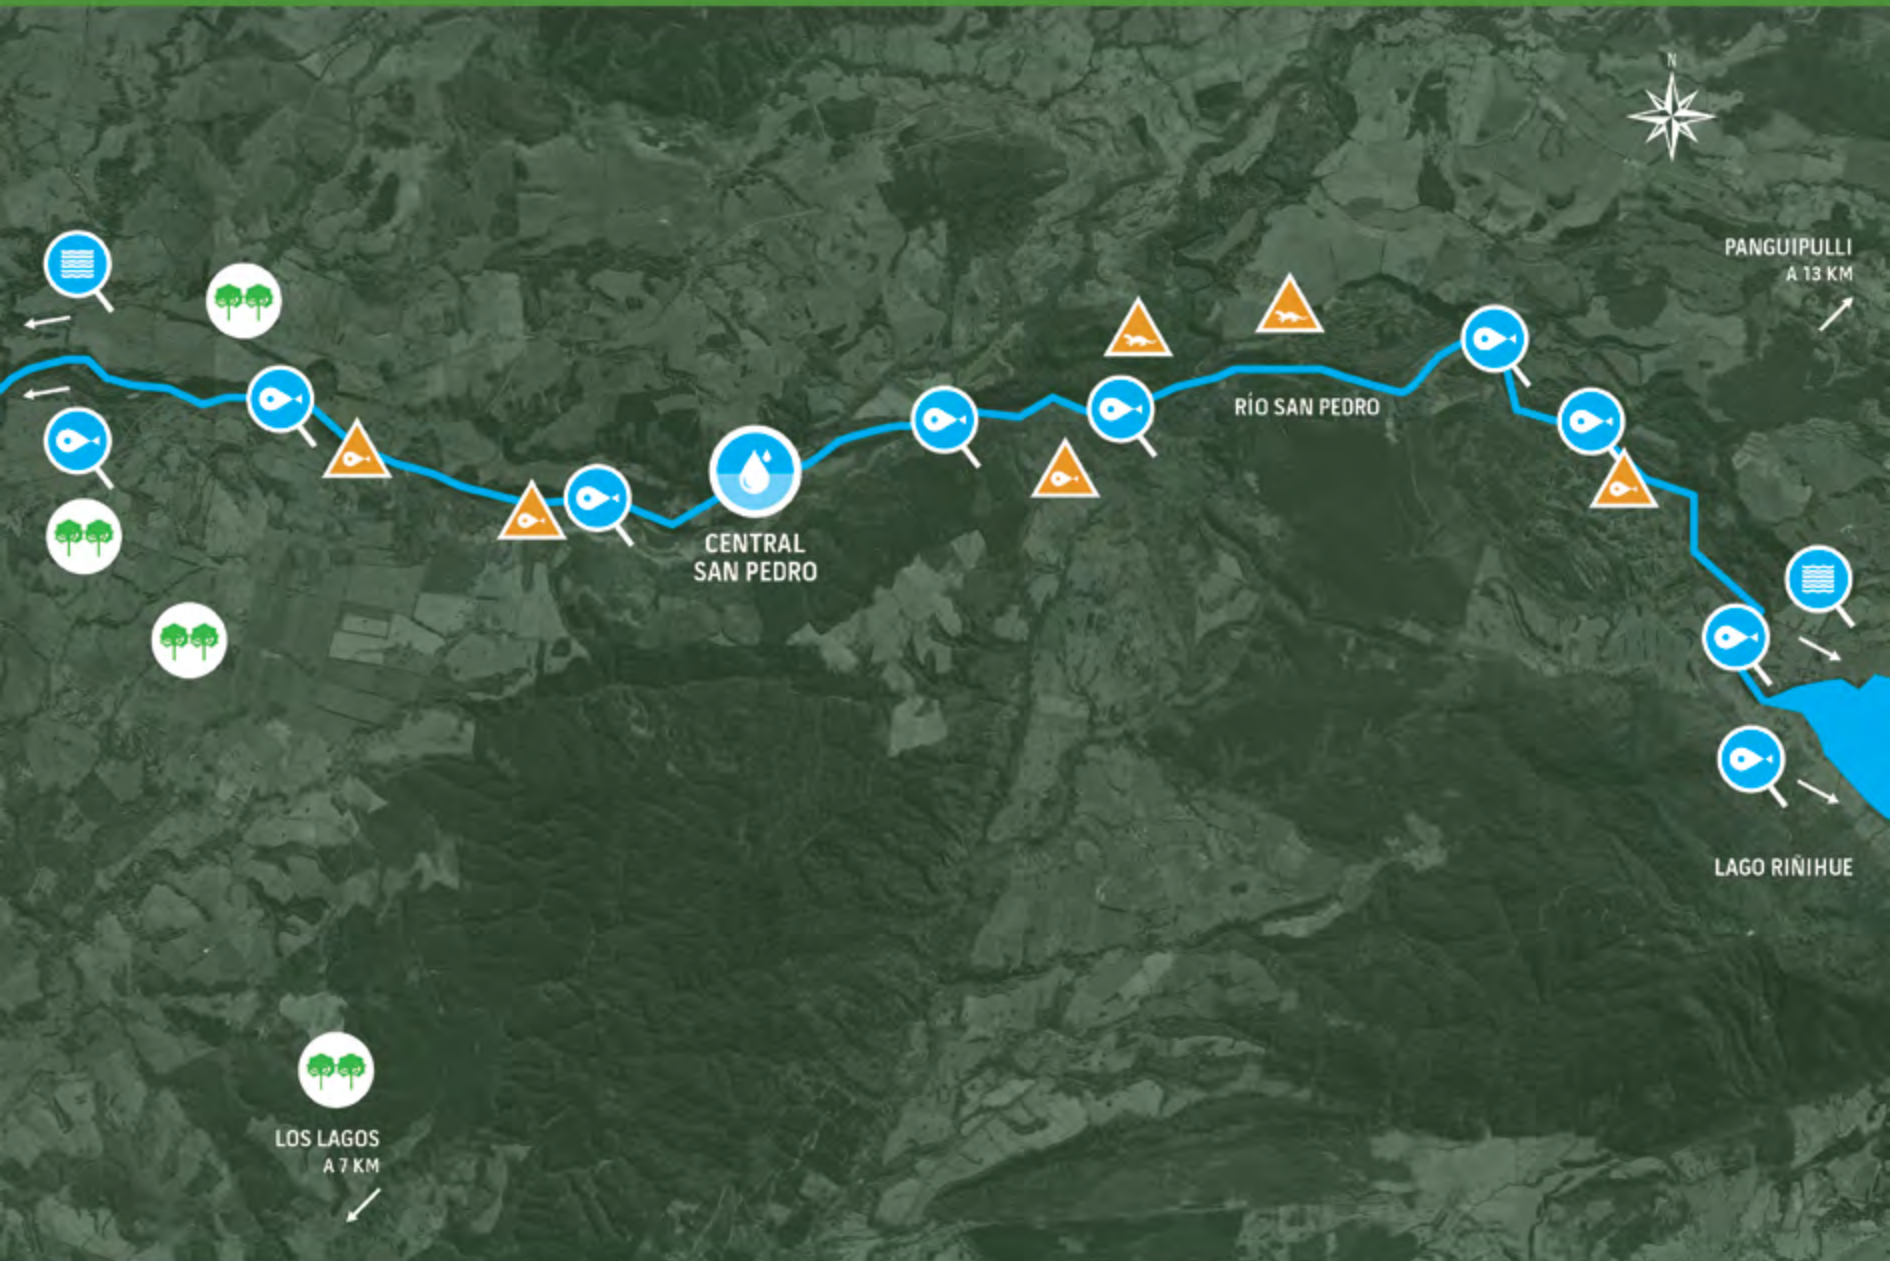 N
PANGUIPULLI
A 13 KM
RÍO SAN PEDRO
CENTRAL
SAN PEDRO
LAGO RIÑIHUE
LOS LAGOS
A 7 KM